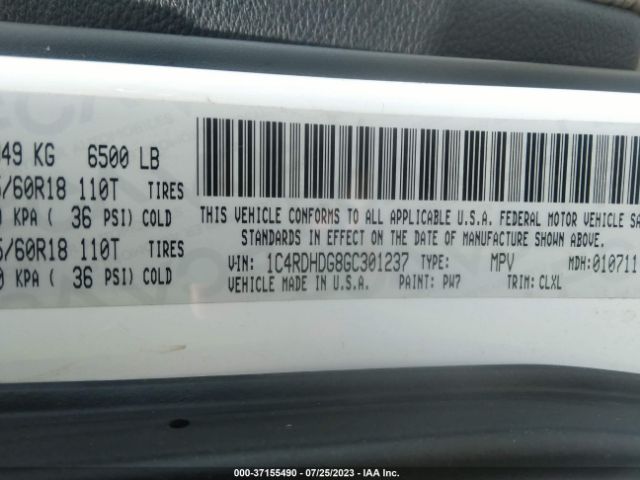 49 KG 6500 LB
/60R18 110T TIRES
KPA ( 36 PSI) COLD
/60R18 110T TIRES
KPA ( 36 PSI) COLD
THIS VEHICLE CONFORMS TO ALL APPLICABLE U.S.A. FEDERAL MOTOR VEHICLE SA
STANDARDS IN EFFECT ON THE DATE OF MANUFACTURE SHOWN ABOVE.
VIN: 1C4RDHDG8GC301237 TYPE: MPV MDH:010711
VEHICLE MADE IN U.S.A. PAINT: PW7 TRIM: CLXL
000-37155490 - 07/25/2023 - IAA Inc.